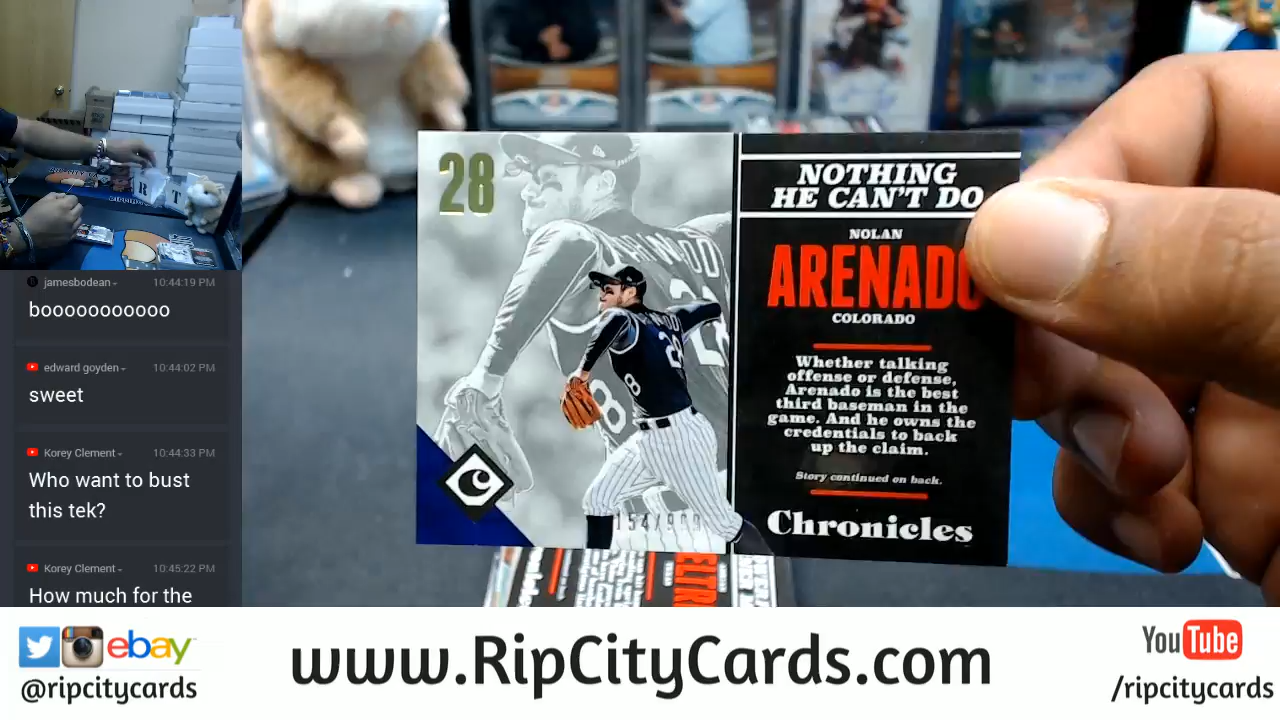 jamesbodean
10:44:19 PM
booooooooooo
edward goyden
10:44:02 PM
sweet
Korey Clement
10:44:33 PM
Who want to bust
this tek?
Korey Clement
10:45:22 PM
How much for the
28
NOTHING
HE CAN'T DO
NOLAN
ARENADO
COLORADO
Whether talking
offense or defense,
Arenado is the best
third baseman in the
game. And he owns the
credentials to back
up the claim.
Story continued on back.
Chronicles
ebay
@ripcitycards
www.RipCityCards.com
YouTube
/ripcitycards